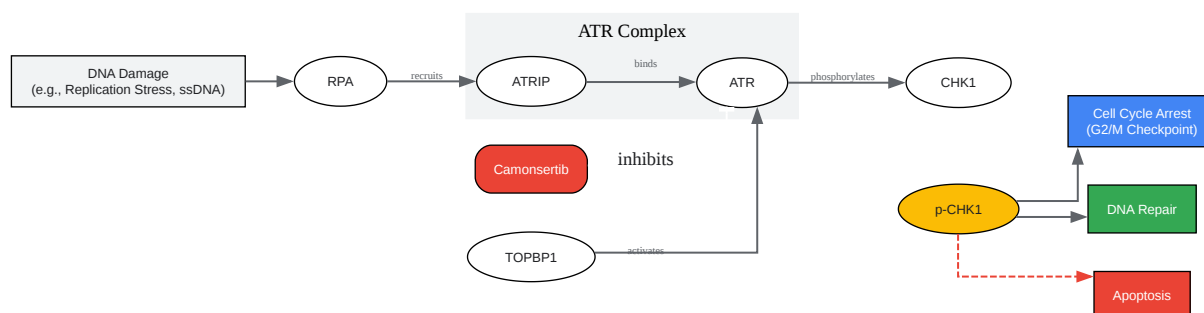 ATR Complex
DNA Damage
(e.g., Replication Stress, ssDNA)
RPA
recruits
ATRIP
binds
ATR
phosphorylates
CHK1
Cell Cycle Arrest
(G2/M Checkpoint)
Camonsertib
inhibits
p-CHK1
DNA Repair
TOPBP1
activates
Apoptosis